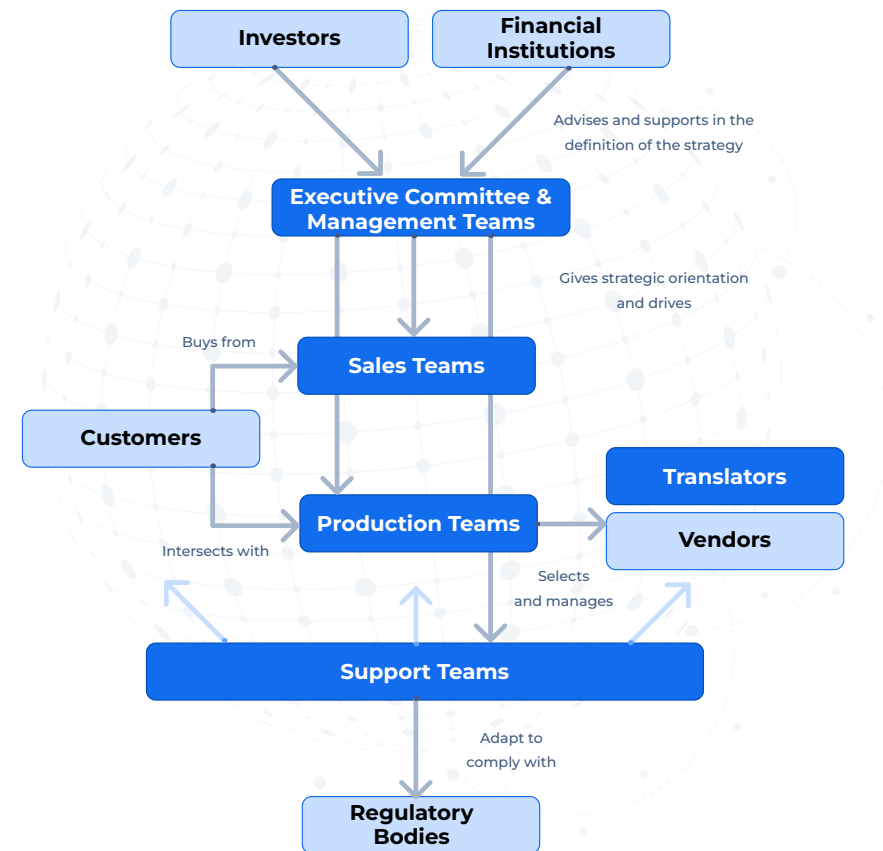 Investors
Financial
Institutions
Advises and supports in the
definition of the strategy
Executive Committee &
Management Teams
Gives strategic orientation
and drives
Buys from
Sales Teams
Customers
Translators
Production Teams
Vendors
Intersects with
Selects
and manages
Support Teams
Adapt to
comply with
Regulatory
Bodies